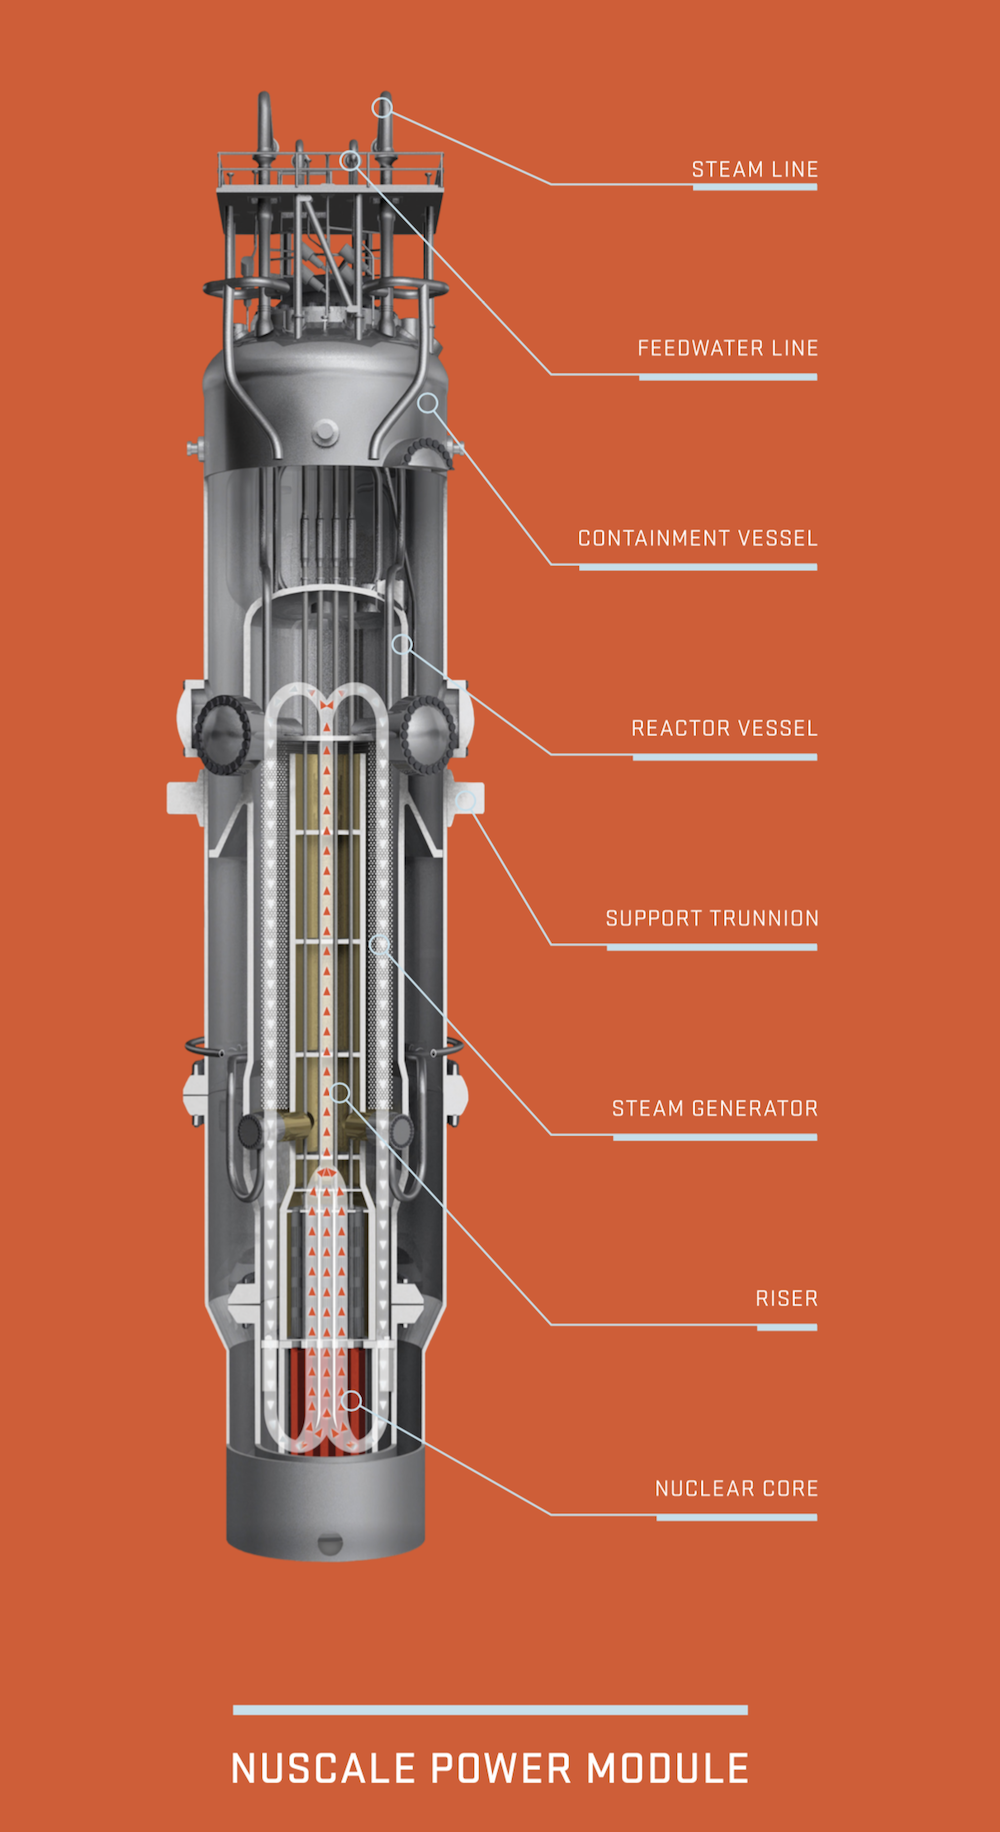 STEAM LINE
FEEDWATER LINE
CONTAINMENT VESSEL
REACTOR VESSEL
SUPPORT TRUNNION
STEAM GENERATOR
RISER
NUCLEAR CORE
NUSCALE POWER MODULE